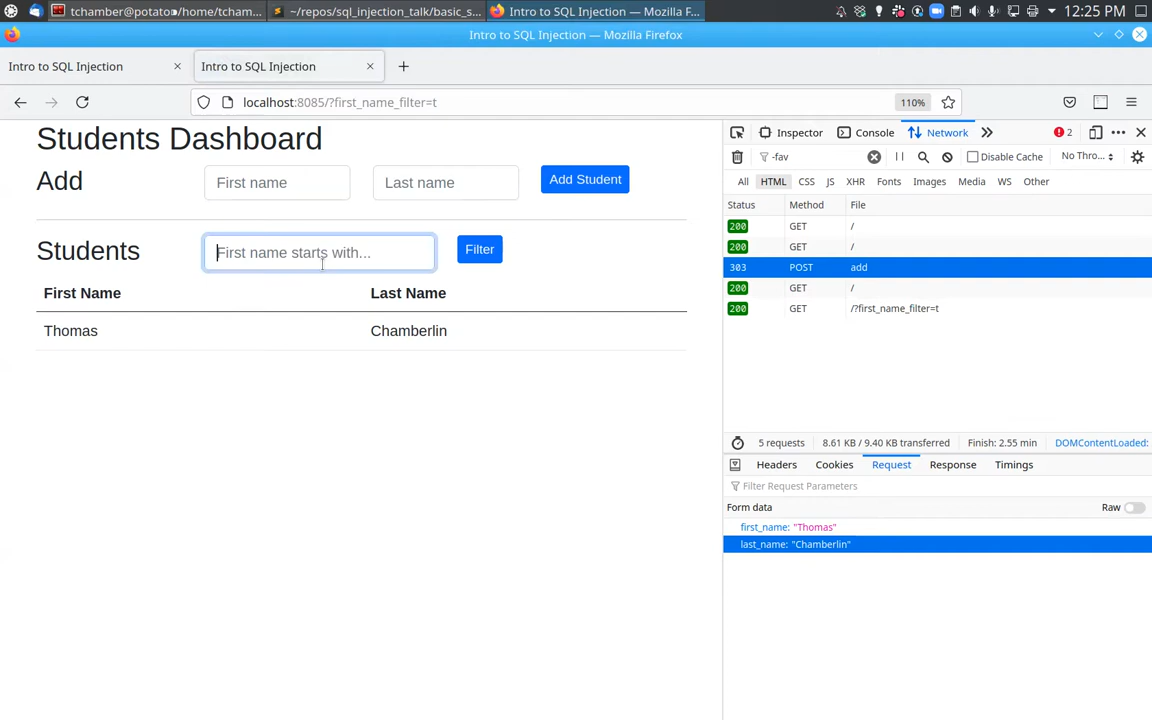 tchamber@potato:/home/tcham... ~/repos/sql_injection_talk/basic_s... Intro to SQL Injection — Mozilla F... 12:25 PM
Intro to SQL Injection — Mozilla Firefox
Intro to SQL Injection Intro to SQL Injection
localhost:8085/?first_name_filter=t 110%
Students Dashboard
Add First name Last name Add Student
Students First name starts with... Filter
First Name Last Name
Thomas Chamberlin
Inspector Console Network 2
-fav Disable Cache No Thro...
All HTML CSS JS XHR Fonts Images Media WS Other
Status Method File
200 GET /
200 GET /
303 POST add
200 GET /
200 GET /?first_name_filter=t
5 requests 8.61 KB / 9.40 KB transferred Finish: 2.55 min DOMContentLoaded:
Headers Cookies Request Response Timings
Filter Request Parameters
Form data Raw
first_name: "Thomas"
last_name: "Chamberlin"